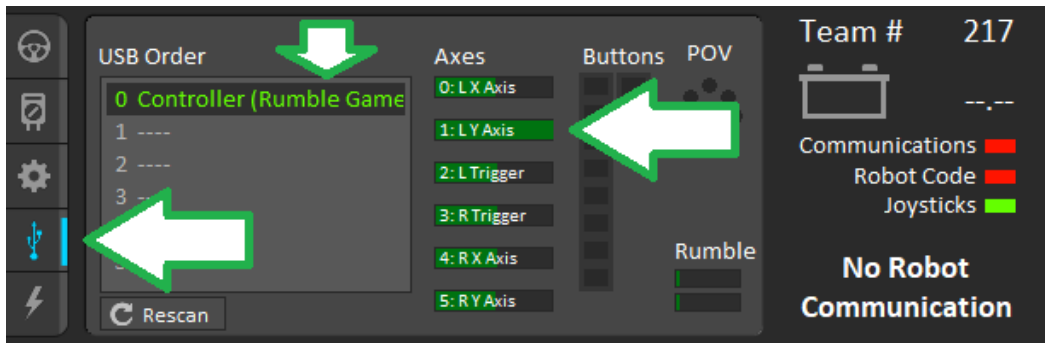 USB Order
0 Controller (Rumble Game
1 ----
2 ----
3
Rescan
Axes
0: L X Axis
1: L Y Axis
2: L Trigger
3: R Trigger
4: R X Axis
5: R Y Axis
Buttons
POV
Rumble
Team # 217
--.--
Communications
Robot Code
Joysticks
No Robot
Communication